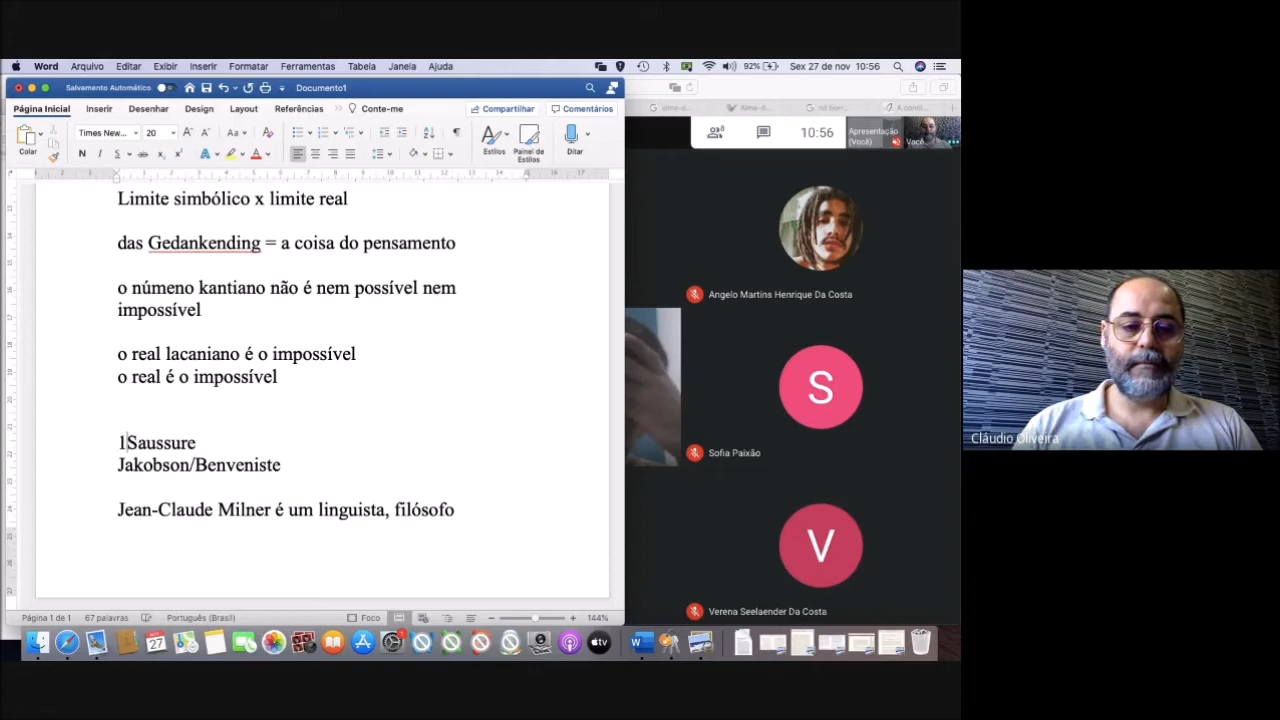 Word Arquivo Editar Exibir Inserir Formatar Ferramentas Tabela Janela Ajuda 92% Sex 27 de nov 10:56
Salvamento Automático Documento1
Página Inicial Inserir Desenhar Design Layout Referências Conte-me Compartilhar Comentários
Times New... 20
Colar Estilos Painel de Estilos Ditar
N I S
Limite simbólico x limite real
das Gedankending = a coisa do pensamento
o númeno kantiano não é nem possível nem
impossível
o real lacaniano é o impossível
o real é o impossível
1Saussure
Jakobson/Benveniste
Jean-Claude Milner é um linguista, filósofo
Página 1 de 1 67 palavras Português (Brasil) Foco 144%
8 10:56 Apresentação (Você) Você
Angelo Martins Henrique Da Costa
S
Sofia Paixão
V
Verena Seelaender Da Costa
Cláudio Oliveira